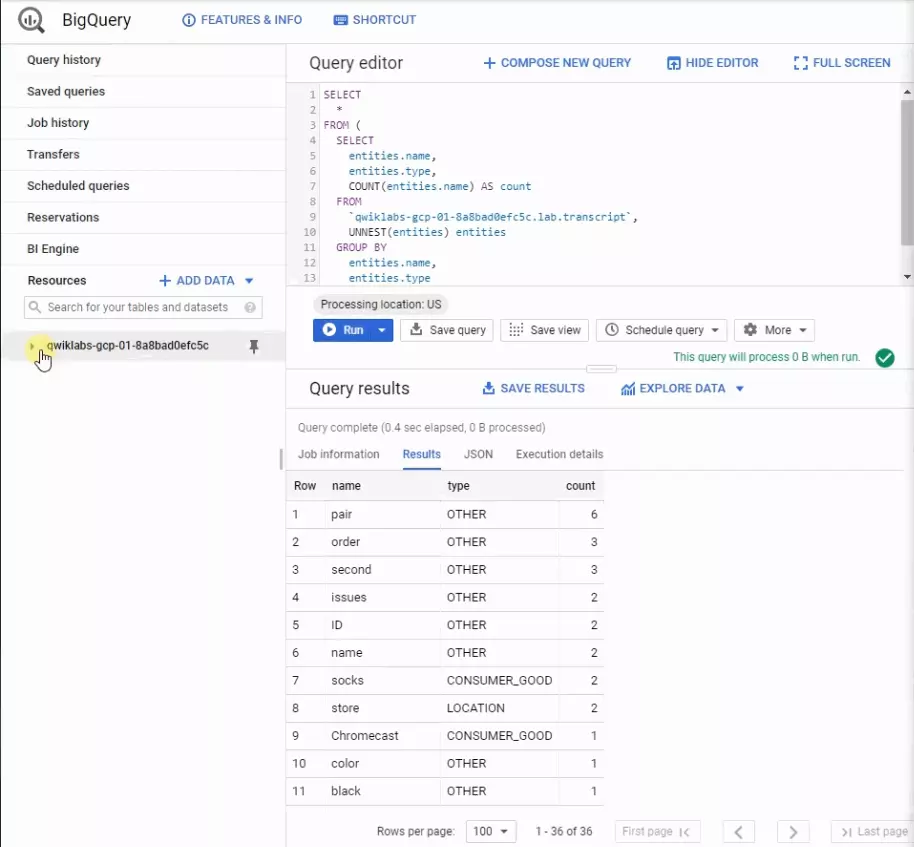 BigQuery
FEATURES & INFO
SHORTCUT
Query history
Saved queries
Job history
Transfers
Scheduled queries
Reservations
BI Engine
Resources
ADD DATA
Search for your tables and datasets
qwiklabs-gcp-01-8a8bad0efc5c
Query editor
COMPOSE NEW QUERY
HIDE EDITOR
FULL SCREEN
1 SELECT
2 *
3 FROM (
4 SELECT
5 entities.name,
6 entities.type,
7 COUNT(entities.name) AS count
8 FROM
9 `qwiklabs-gcp-01-8a8bad0efc5c.lab.transcript`,
10 UNNEST(entities) entities
11 GROUP BY
12 entities.name,
13 entities.type
Processing location: US
Run
Save query
Save view
Schedule query
More
This query will process 0 B when run.
Query results
SAVE RESULTS
EXPLORE DATA
Query complete (0.4 sec elapsed, 0 B processed)
Job information Results JSON Execution details
Row name type count
1 pair OTHER 6
2 order OTHER 3
3 second OTHER 3
4 issues OTHER 2
5 ID OTHER 2
6 name OTHER 2
7 socks CONSUMER_GOOD 2
8 store LOCATION 2
9 Chromecast CONSUMER_GOOD 1
10 color OTHER 1
11 black OTHER 1
Rows per page: 100 1 - 36 of 36 First page Last page